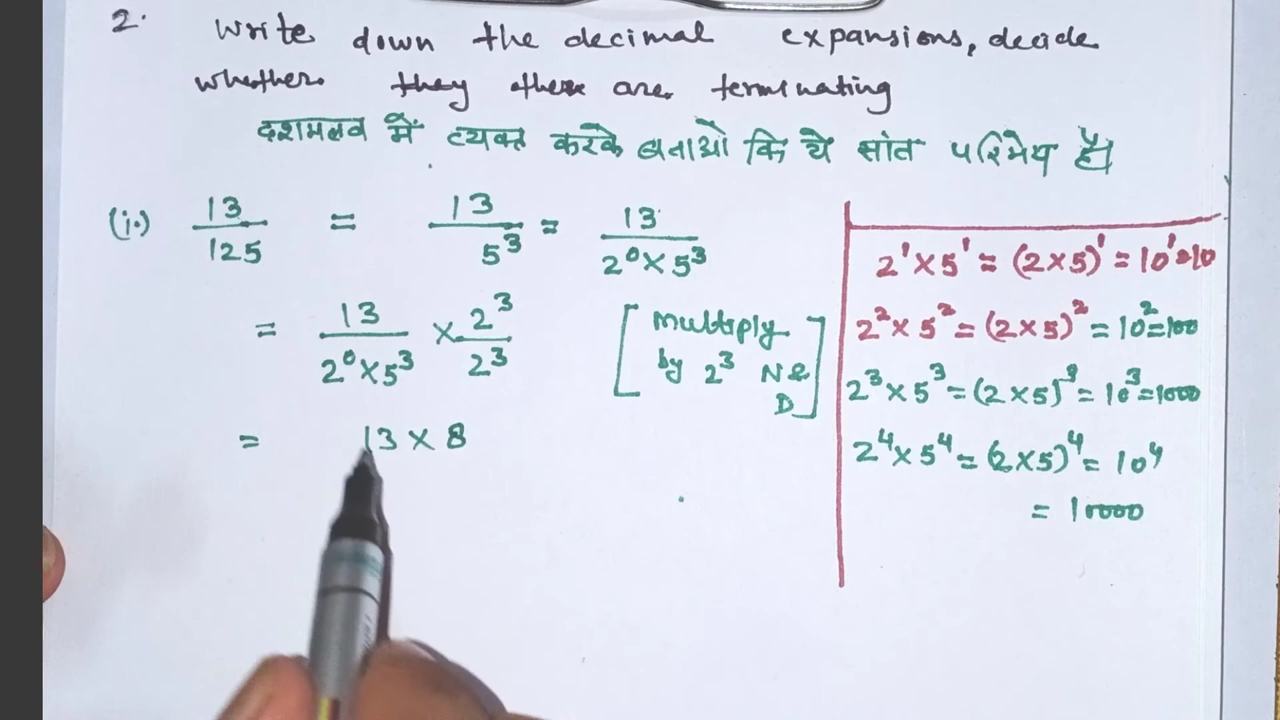 2. Write down the decimal expansions, decide
whether they these are terminating
दशमलव में व्यक्त करके बताओ कि ये सांत परिमेय है।
(i.) 13/125 = 13/5³ = 13/2⁰×5³
= 13/2⁰×5³ × 2³/2³ [Multiply by 2³ N & D]
= 13 × 8
2¹×5¹ = (2×5)¹ = 10¹=10
2²×5² = (2×5)² = 10²=100
2³×5³ = (2×5)³ = 10³=1000
2⁴×5⁴ = (2×5)⁴ = 10⁴
= 10000